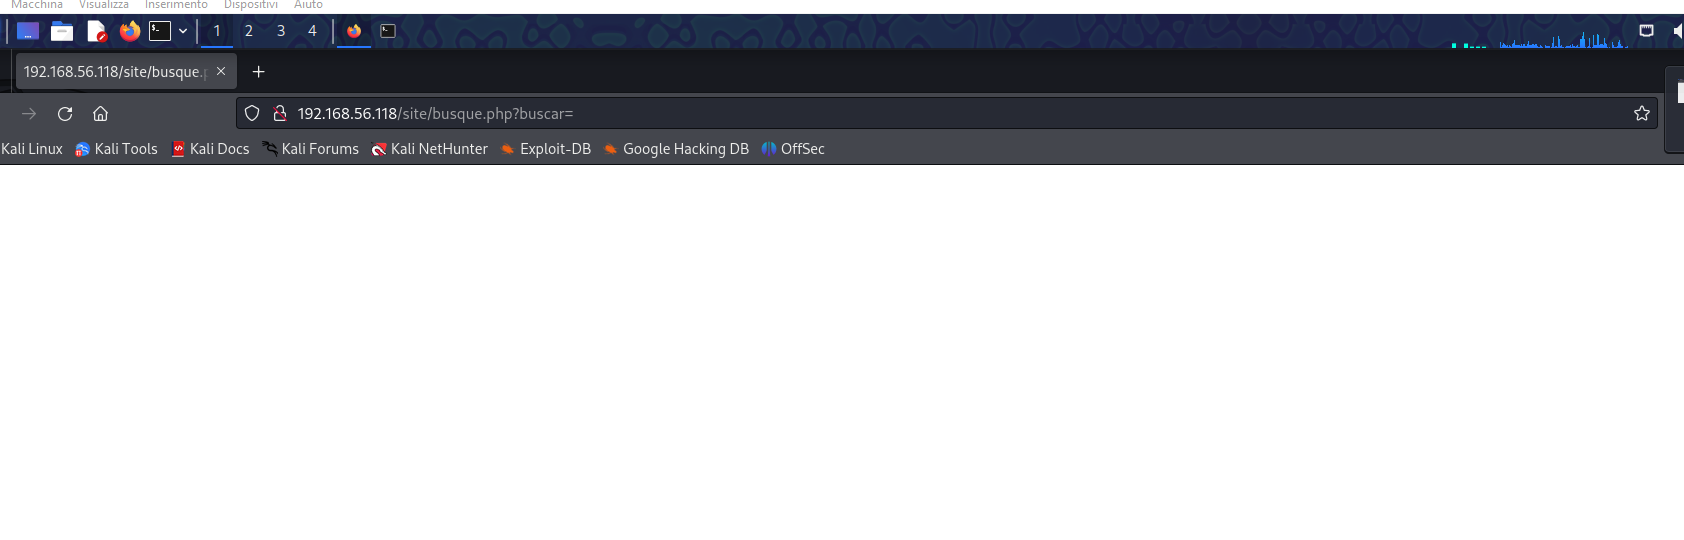 Macchina Visualizza Inserimento Dispositivi Aiuto
1 2 3 4
192.168.56.118/site/busque.p
192.168.56.118/site/busque.php?buscar=
Kali Linux Kali Tools Kali Docs Kali Forums Kali NetHunter Exploit-DB Google Hacking DB OffSec